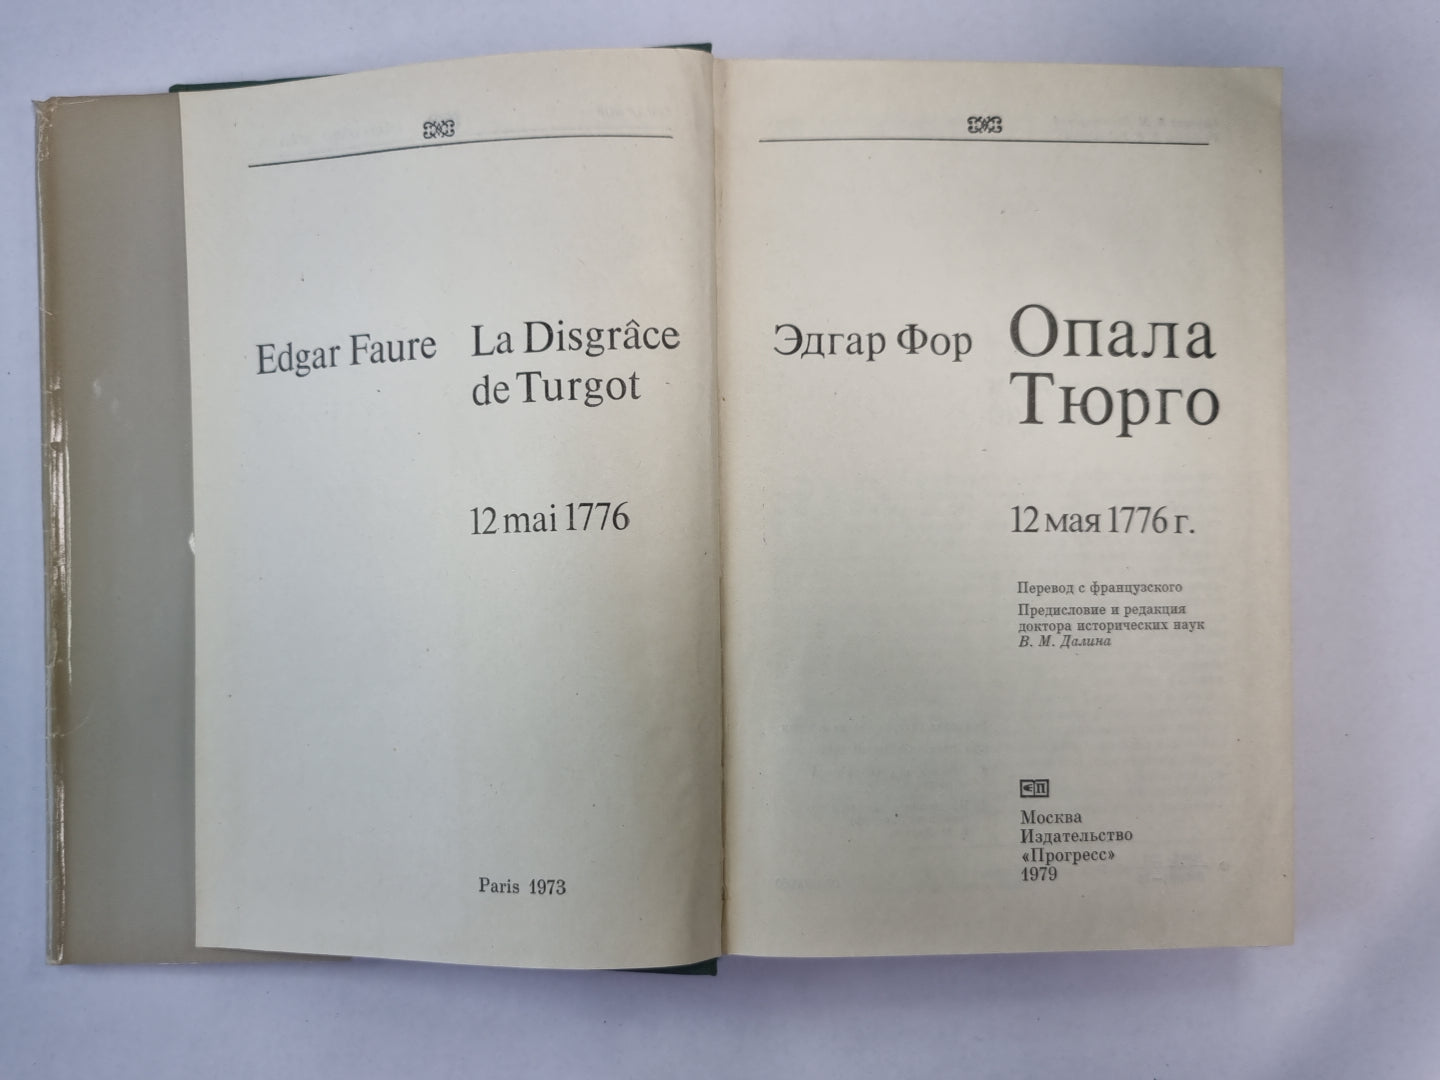 Edgar Faure
La Disgrâce
de Turgot
12 mai 1776
Paris 1973
Эдгар Фор
Опала
Тюрго
12 мая 1776 г.
Перевод с французского
Предисловие и редакция
доктора исторических наук
В. М. Далина
Москва
Издательство
«Прогресс»
1979